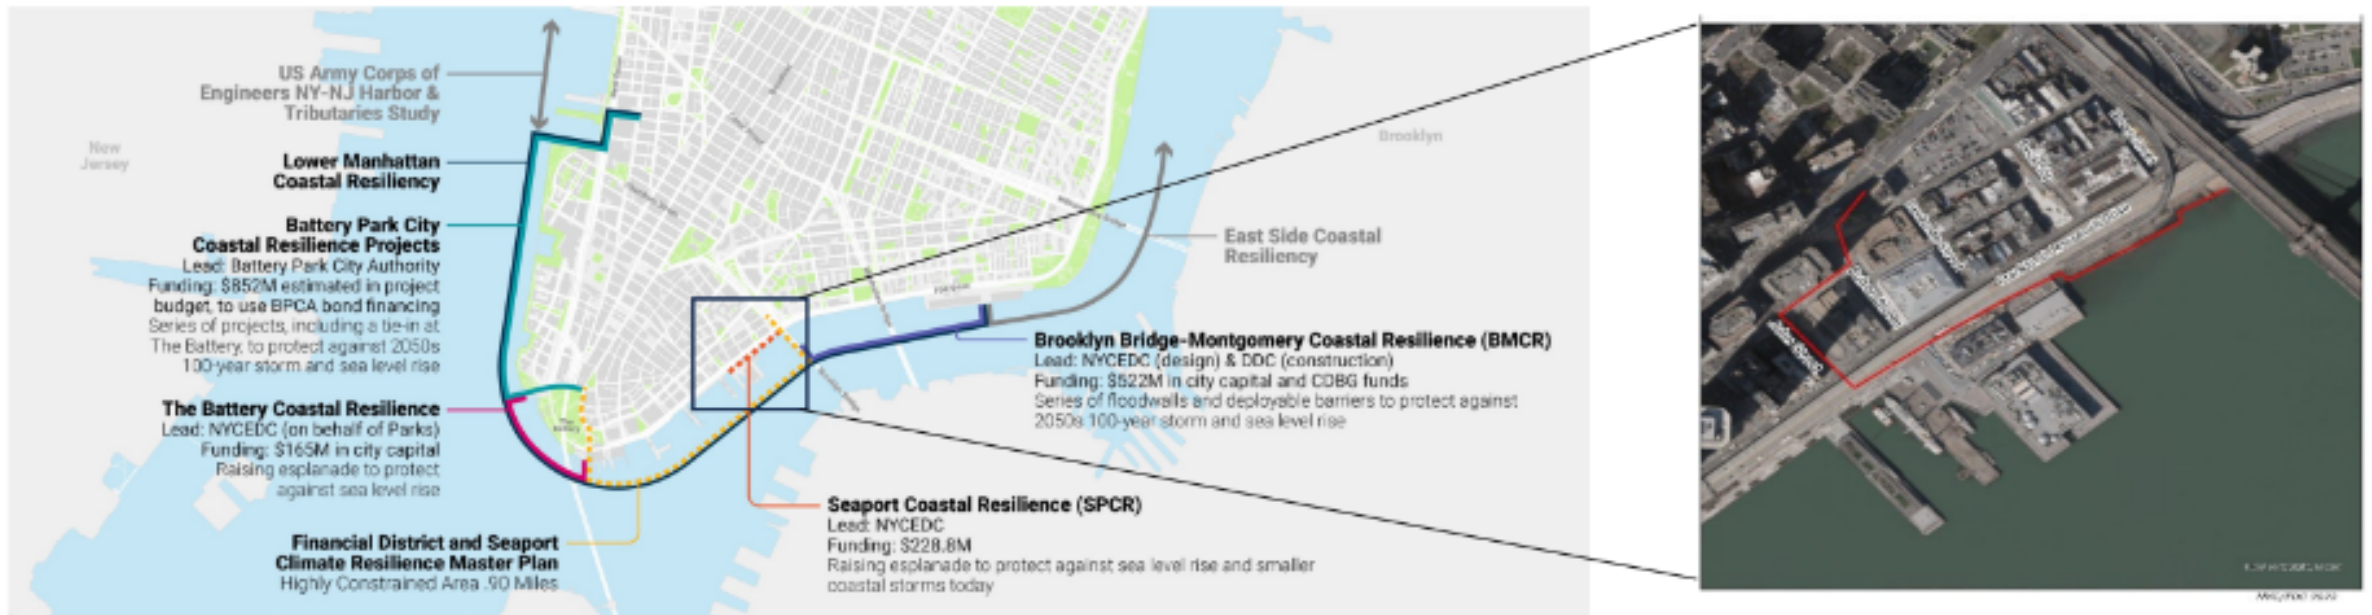 US Army Corps of
Engineers NY-NJ Harbor &
Tributaries Study
New
Jersey
Lower Manhattan
Coastal Resiliency
Battery Park City
Coastal Resilience Projects
Lead: Battery Park City Authority
Funding: $852M estimated in project
budget, to use BPCA bond financing
Series of projects, including a tie-in at
The Battery, to protect against 2050s
100-year storm and sea level rise
The Battery Coastal Resilience
Lead: NYCEDC (on behalf of Parks)
Funding: $165M in city capital
Raising esplanade to protect
against sea level rise
Financial District and Seaport
Climate Resilience Master Plan
Highly Constrained Area .90 Miles
The
Battery
Brooklyn
East Side Coastal
Resiliency
Brooklyn Bridge-Montgomery Coastal Resilience (BMCR)
Lead: NYCEDC (design) & DDC (construction)
Funding: $522M in city capital and CDBG funds
Series of floodwalls and deployable barriers to protect against
2050s 100-year storm and sea level rise
Seaport Coastal Resilience (SPCR)
Lead: NYCEDC
Funding: $228.8M
Raising esplanade to protect against sea level rise and smaller
coastal storms today
John Street